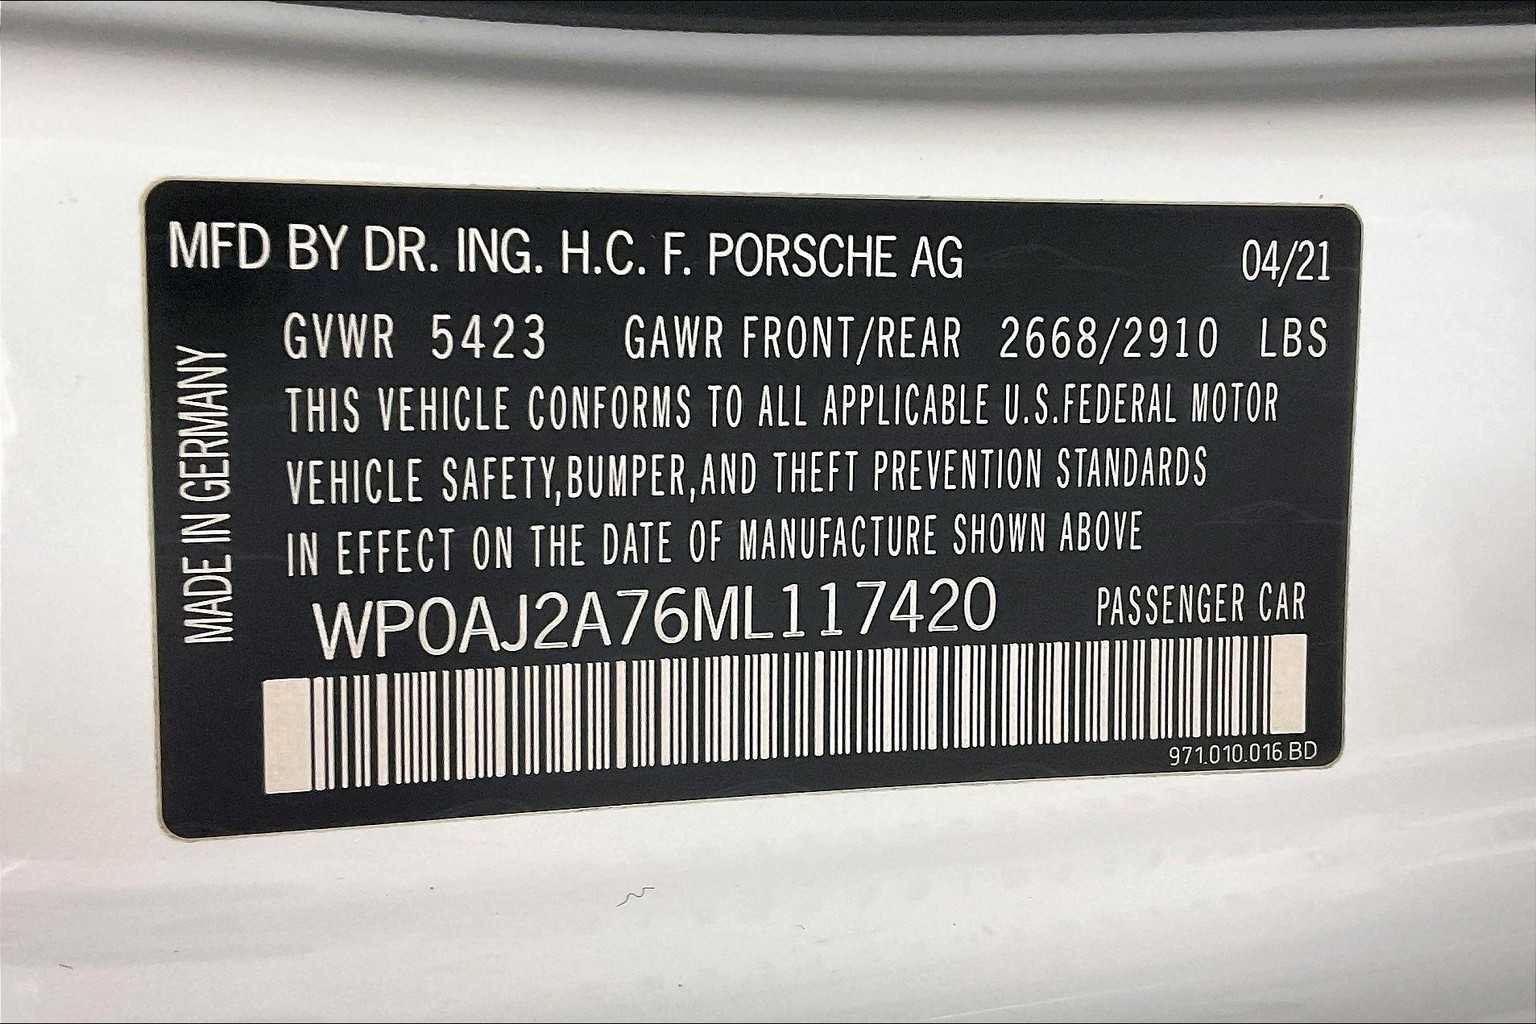 MFD BY DR. ING. H.C. F. PORSCHE AG 04/21
GVWR 5423 GAWR FRONT/REAR 2668/2910 LBS
THIS VEHICLE CONFORMS TO ALL APPLICABLE U.S.FEDERAL MOTOR
VEHICLE SAFETY,BUMPER,AND THEFT PREVENTION STANDARDS
IN EFFECT ON THE DATE OF MANUFACTURE SHOWN ABOVE
WP0AJ2A76ML117420 PASSENGER CAR
971.010.016 BD
MADE IN GERMANY